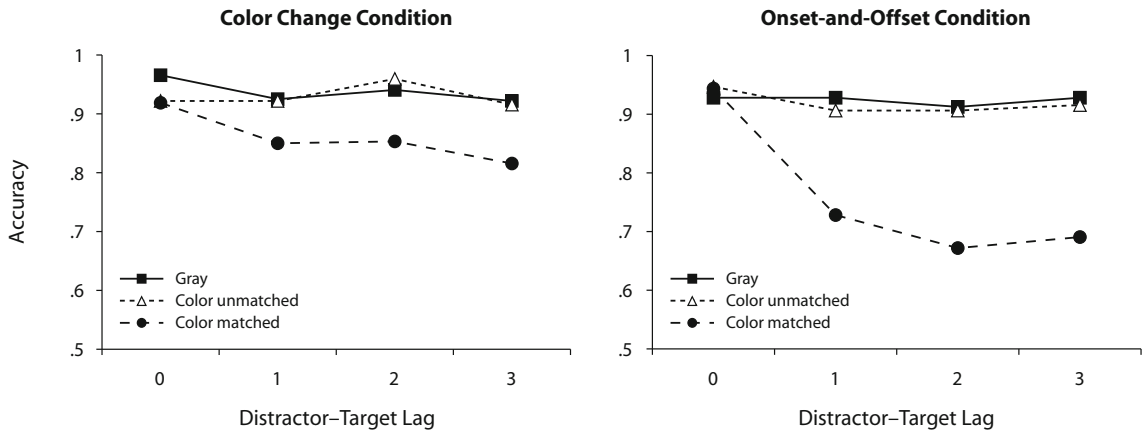 Color Change Condition
Accuracy
1
.9
.8
.7
.6
.5
Gray
Color unmatched
Color matched
0 1 2 3
Distractor–Target Lag
Onset-and-Offset Condition
1
.9
.8
.7
.6
.5
Gray
Color unmatched
Color matched
0 1 2 3
Distractor–Target Lag